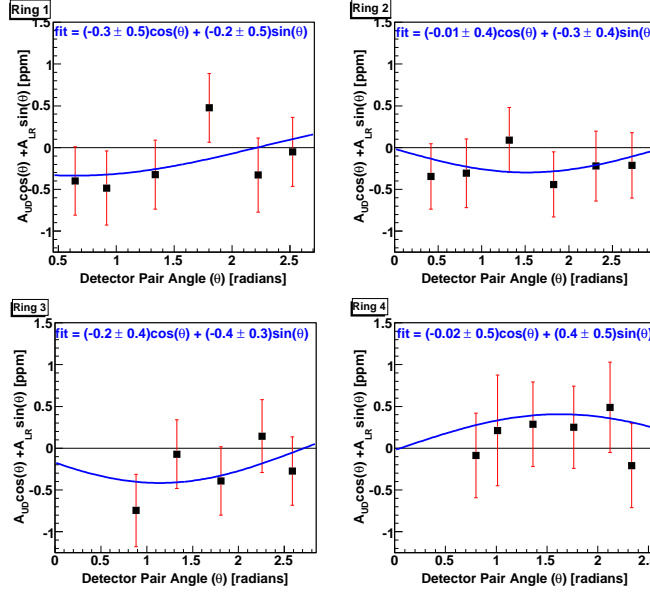 Ring 1
fit = (-0.3 ± 0.5)cos(θ) + (-0.2 ± 0.5)sin(θ)
A_UD cos(θ) +A_LR sin(θ) [ppm]
1.5
1
0.5
0
-0.5
-1
0.5 1 1.5 2 2.5
Detector Pair Angle (θ) [radians]
Ring 2
fit = (-0.01 ± 0.4)cos(θ) + (-0.3 ± 0.4)sin(θ)
A_UD cos(θ) +A_LR sin(θ) [ppm]
1.5
1
0.5
0
-0.5
-1
0 0.5 1 1.5 2 2.5
Detector Pair Angle (θ) [radians]
Ring 3
fit = (-0.2 ± 0.4)cos(θ) + (-0.4 ± 0.3)sin(θ)
A_UD cos(θ) +A_LR sin(θ) [ppm]
1.5
1
0.5
0
-0.5
-1
0 0.5 1 1.5 2 2.5
Detector Pair Angle (θ) [radians]
Ring 4
fit = (-0.02 ± 0.5)cos(θ) + (0.4 ± 0.5)sin(θ)
A_UD cos(θ) +A_LR sin(θ) [ppm]
1.5
1
0.5
0
-0.5
-1
0 0.5 1 1.5 2 2.5
Detector Pair Angle (θ) [radians]